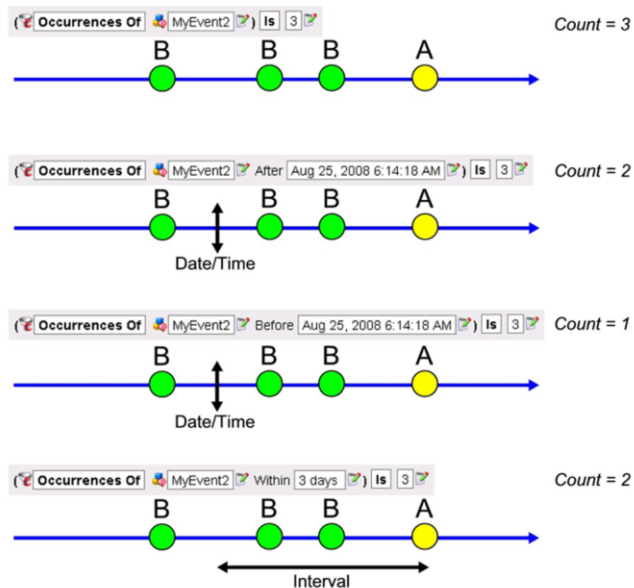 ( Occurrences Of MyEvent2 ) Is 3 Count = 3
B B B A
( Occurrences Of MyEvent2 After Aug 25, 2008 6:14:18 AM ) Is 3 Count = 2
B B B A
Date/Time
( Occurrences Of MyEvent2 Before Aug 25, 2008 6:14:18 AM ) Is 3 Count = 1
B B B A
Date/Time
( Occurrences Of MyEvent2 Within 3 days ) Is 3 Count = 2
B B B A
Interval